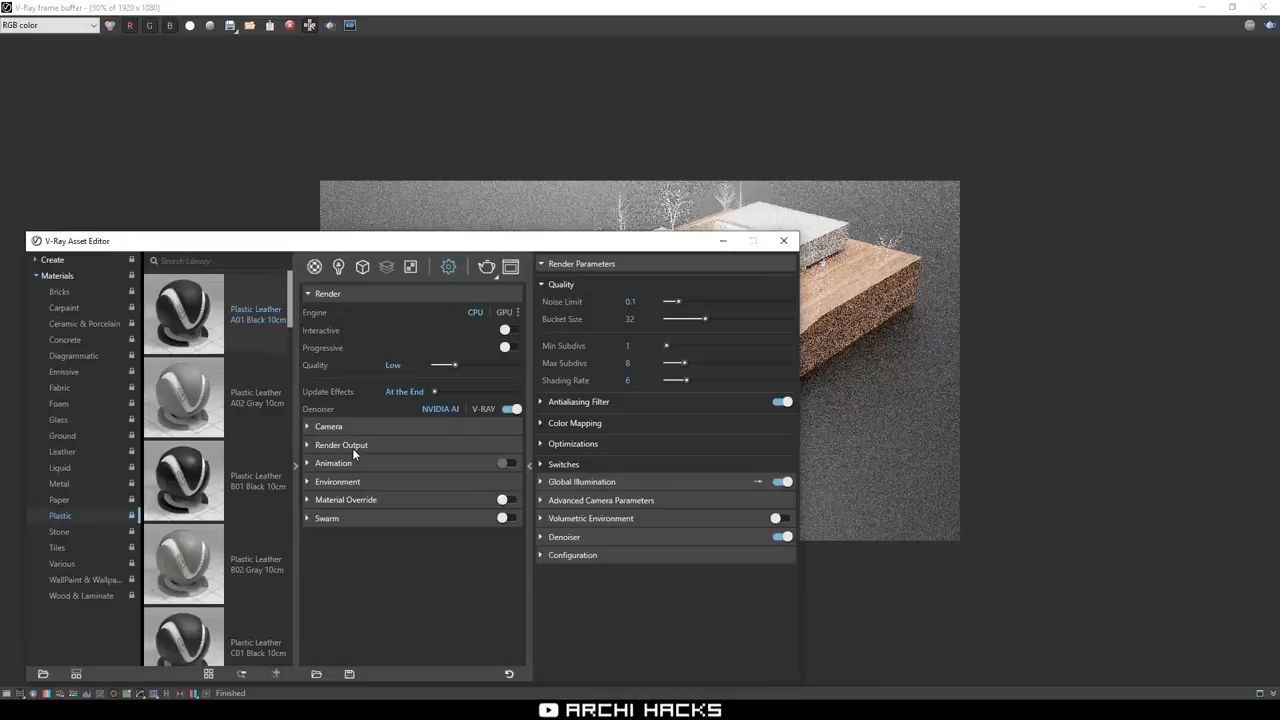 V-Ray frame buffer - [50% of 1920 x 1080]
RGB color
R
G
B
V-Ray Asset Editor
Create
Materials
Bricks
Carpaint
Ceramic & Porcelain
Concrete
Diagrammatic
Emissive
Fabric
Foam
Glass
Ground
Leather
Liquid
Metal
Paper
Plastic
Stone
Tiles
Various
WallPaint & Wallpa...
Wood & Laminate
Search Library
Plastic Leather
A01 Black 10cm
Plastic Leather
A02 Gray 10cm
Plastic Leather
B01 Black 10cm
Plastic Leather
B02 Gray 10cm
Plastic Leather
C01 Black 10cm
Render
Engine CPU GPU
Interactive
Progressive
Quality Low
Update Effects At the End
Denoiser NVIDIA AI V-RAY
Camera
Render Output
Animation
Environment
Material Override
Swarm
Render Parameters
Quality
Noise Limit 0.1
Bucket Size 32
Min Subdivs 1
Max Subdivs 8
Shading Rate 6
Antialiasing Filter
Color Mapping
Optimizations
Switches
Global Illumination
Advanced Camera Parameters
Volumetric Environment
Denoiser
Configuration
Finished
ARCHI HACKS